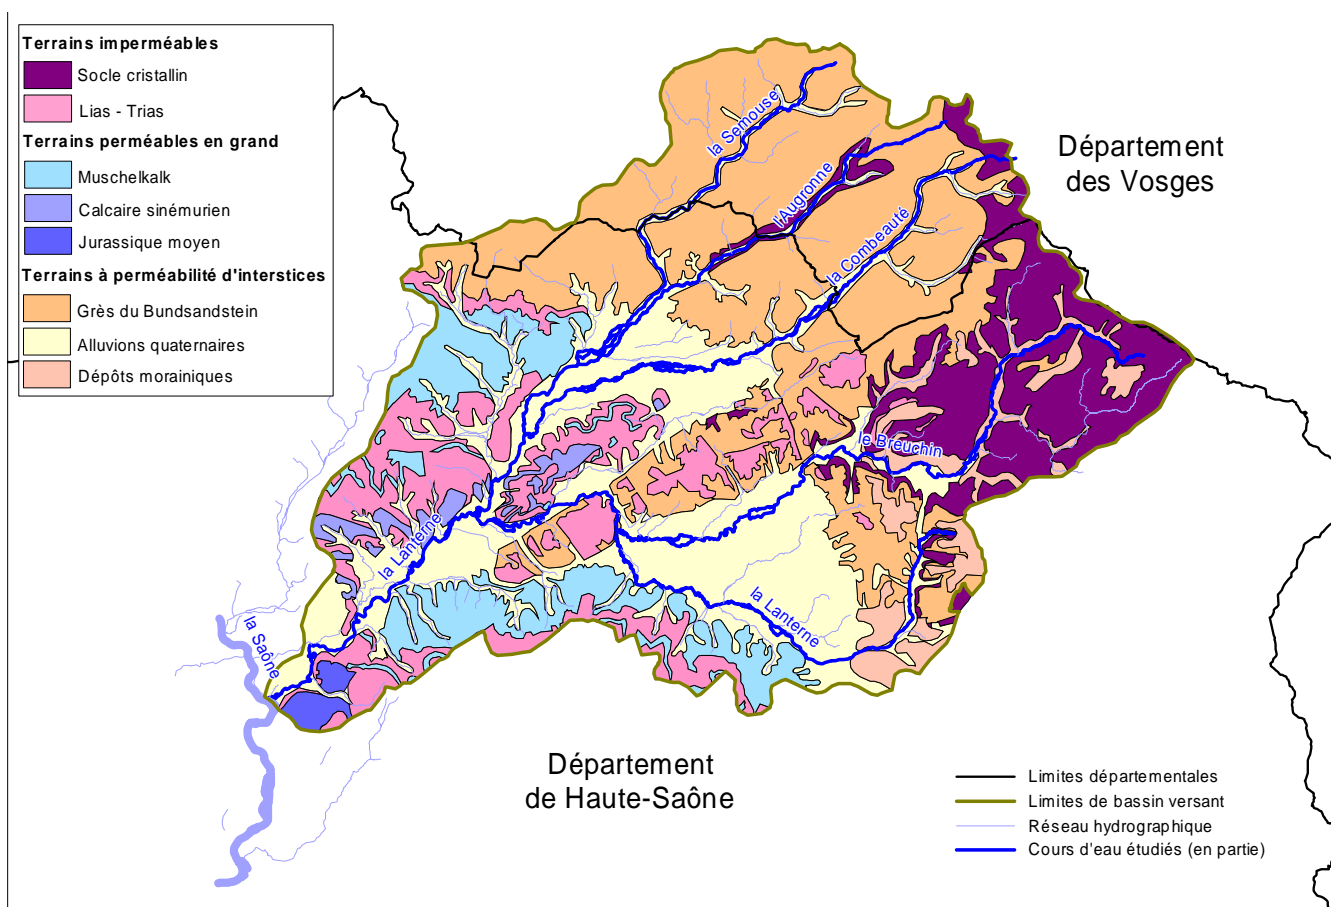 Terrains imperméables
Socle cristallin
Lias - Trias
Terrains perméables en grand
Muschelkalk
Calcaire sinémurien
Jurassique moyen
Terrains à perméabilité d'interstices
Grès du Bundsandstein
Alluvions quaternaires
Dépôts morainiques
la Semouse
l'Augronne
la Combeauté
le Breuchin
la Lanterne
la Lanterne
la Saône
Département
des Vosges
Département
de Haute-Saône
Limites départementales
Limites de bassin versant
Réseau hydrographique
Cours d'eau étudiés (en partie)